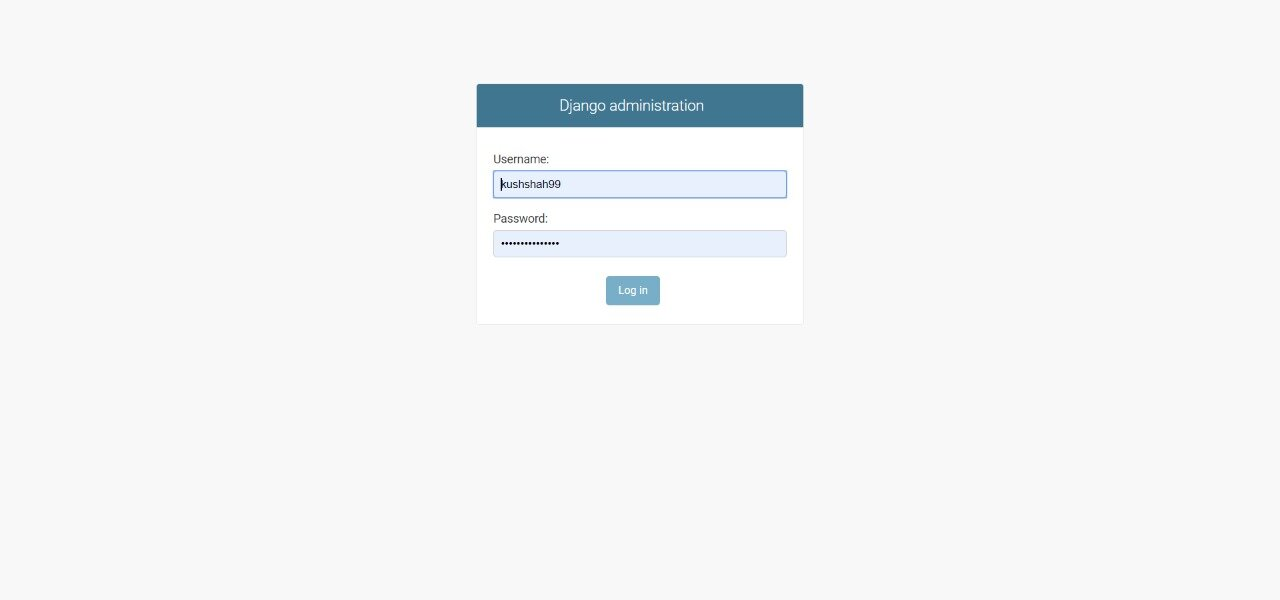 Django administration
Username:
kushshah99
Password:
•••••••••••••••
Log in